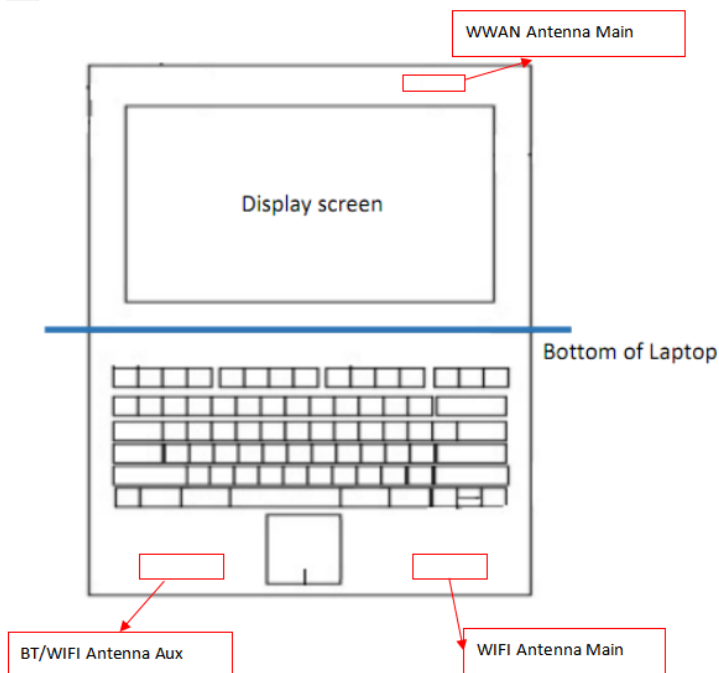 WWAN Antenna Main
Display screen
Bottom of Laptop
BT/WIFI Antenna Aux
WIFI Antenna Main